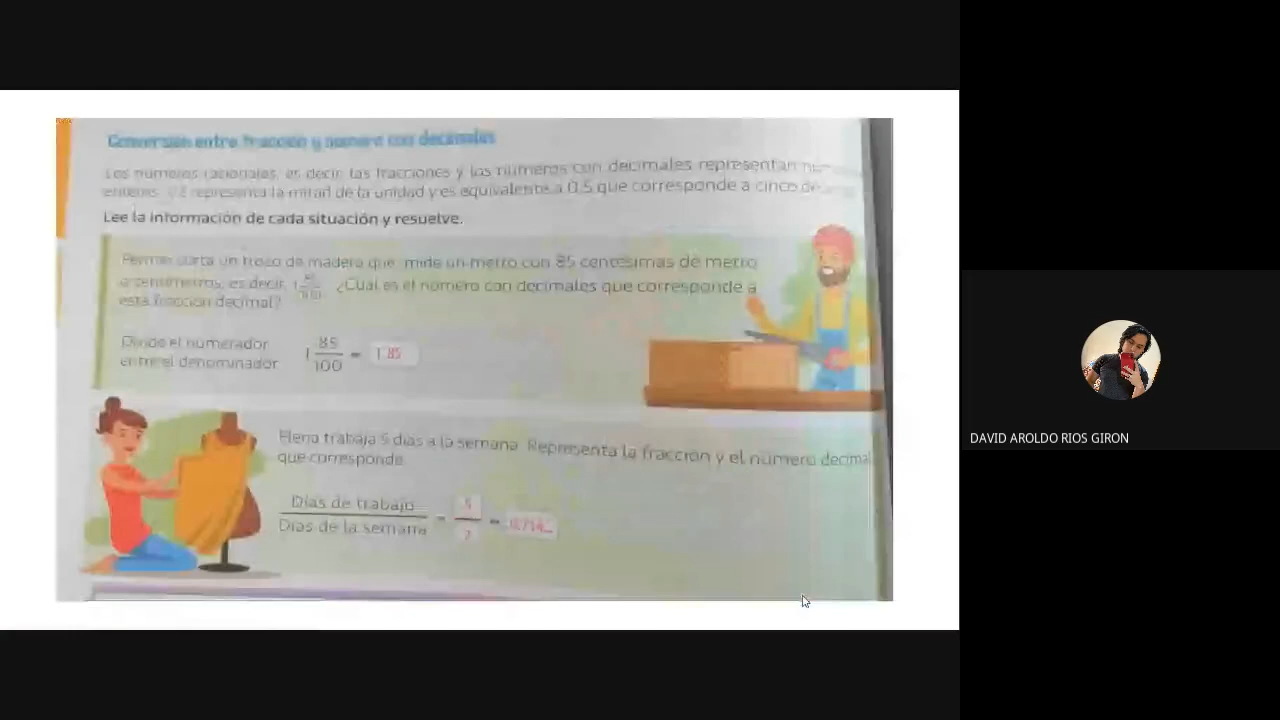 Conversión entre fracción y número con decimales
Los números racionales, es decir, las fracciones y los números con decimales representan
enteros. 1/2 representa la mitad de la unidad y es equivalente a 0.5 que corresponde a cinco
Lee la información de cada situación y resuelve.
corta un trozo de madera que mide un metro con 85 centésimas de metro
o centímetros, es decir, ¿Cuál es el número con decimales que corresponde a
esta fracción decimal?
Divide el numerador
entre el denominador
1 85/100 = 1.85
Elena trabaja 5 días a la semana. Representa la fracción y el número decimal
que corresponde.
Días de trabajo / Días de la semana = 5/7 = 0.714...
DAVID AROLDO RIOS GIRON